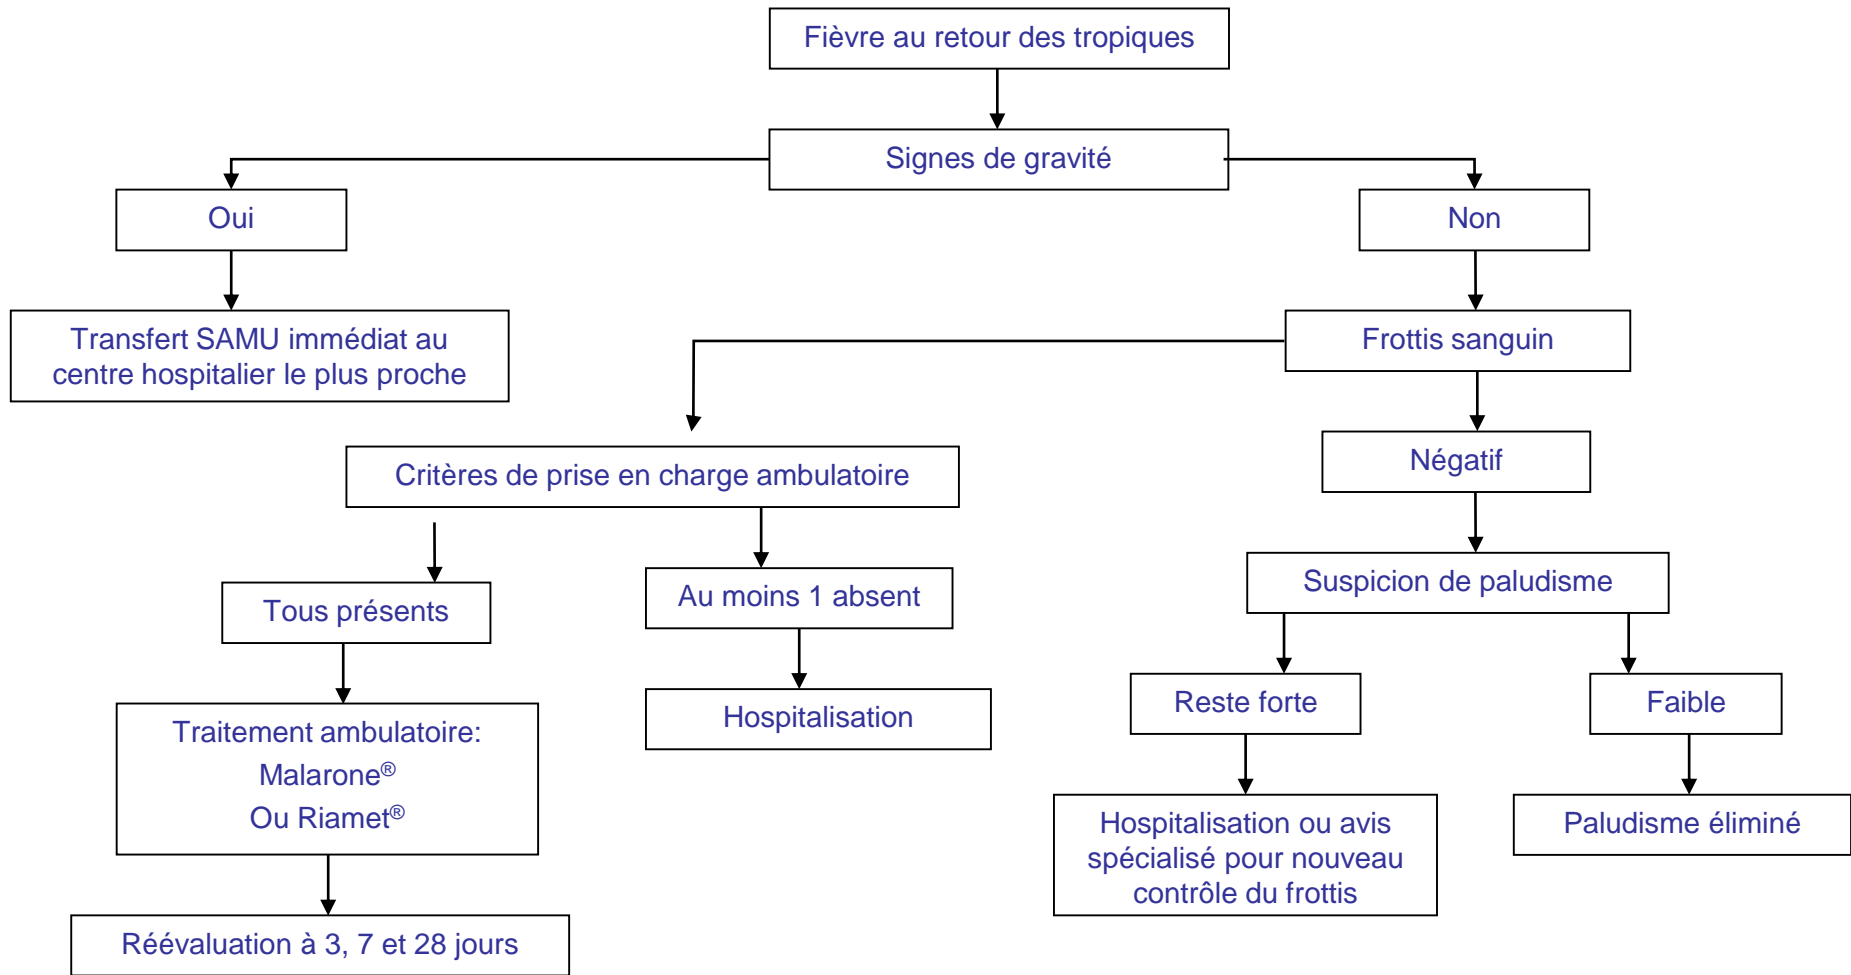 Fièvre au retour des tropiques
Signes de gravité
Oui
Non
Transfert SAMU immédiat au
centre hospitalier le plus proche
Frottis sanguin
Critères de prise en charge ambulatoire
Négatif
Tous présents
Au moins 1 absent
Suspicion de paludisme
Traitement ambulatoire:
Malarone®
Ou Riamet®
Hospitalisation
Reste forte
Faible
Hospitalisation ou avis
spécialisé pour nouveau
contrôle du frottis
Paludisme éliminé
Réévaluation à 3, 7 et 28 jours